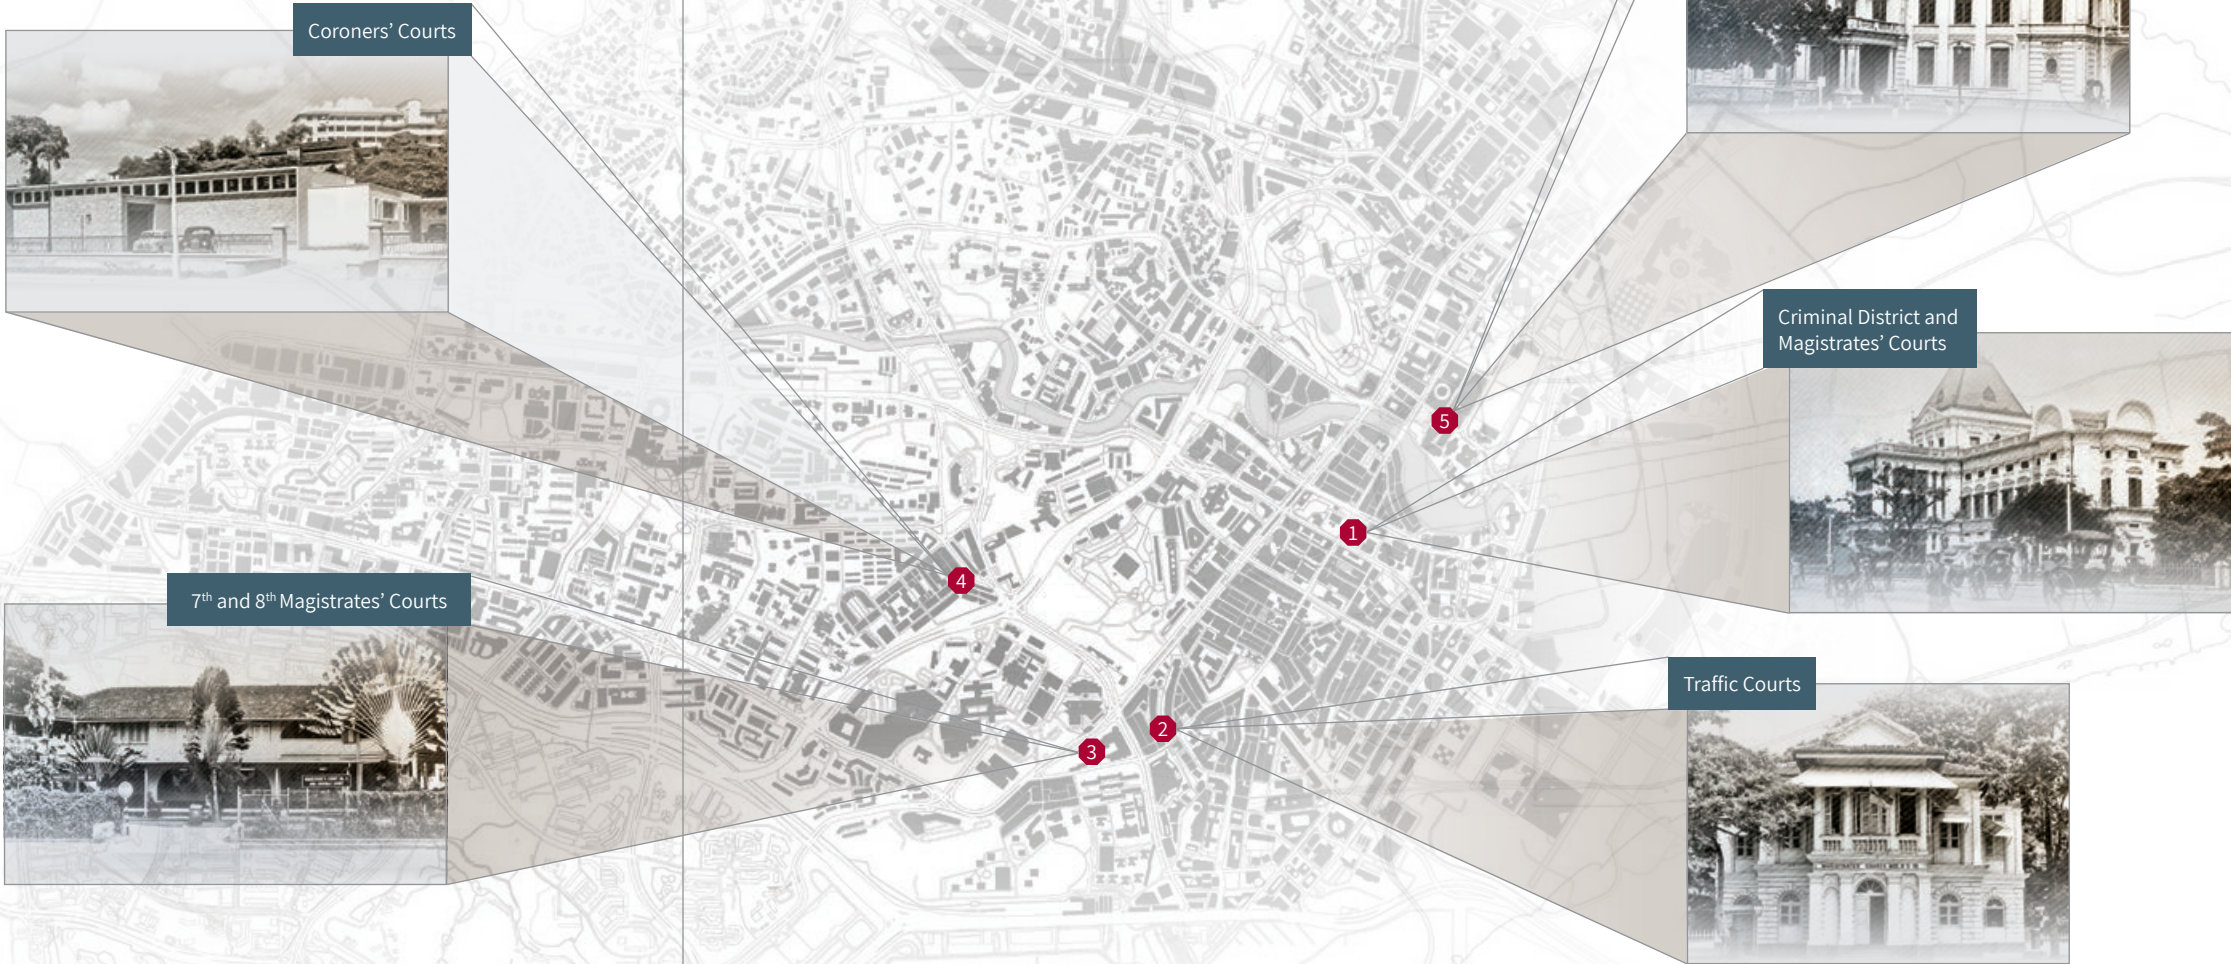 Coroners’ Courts
Criminal District and
Magistrates’ Courts
5
1
4
7th and 8th Magistrates’ Courts
Traffic Courts
2
3